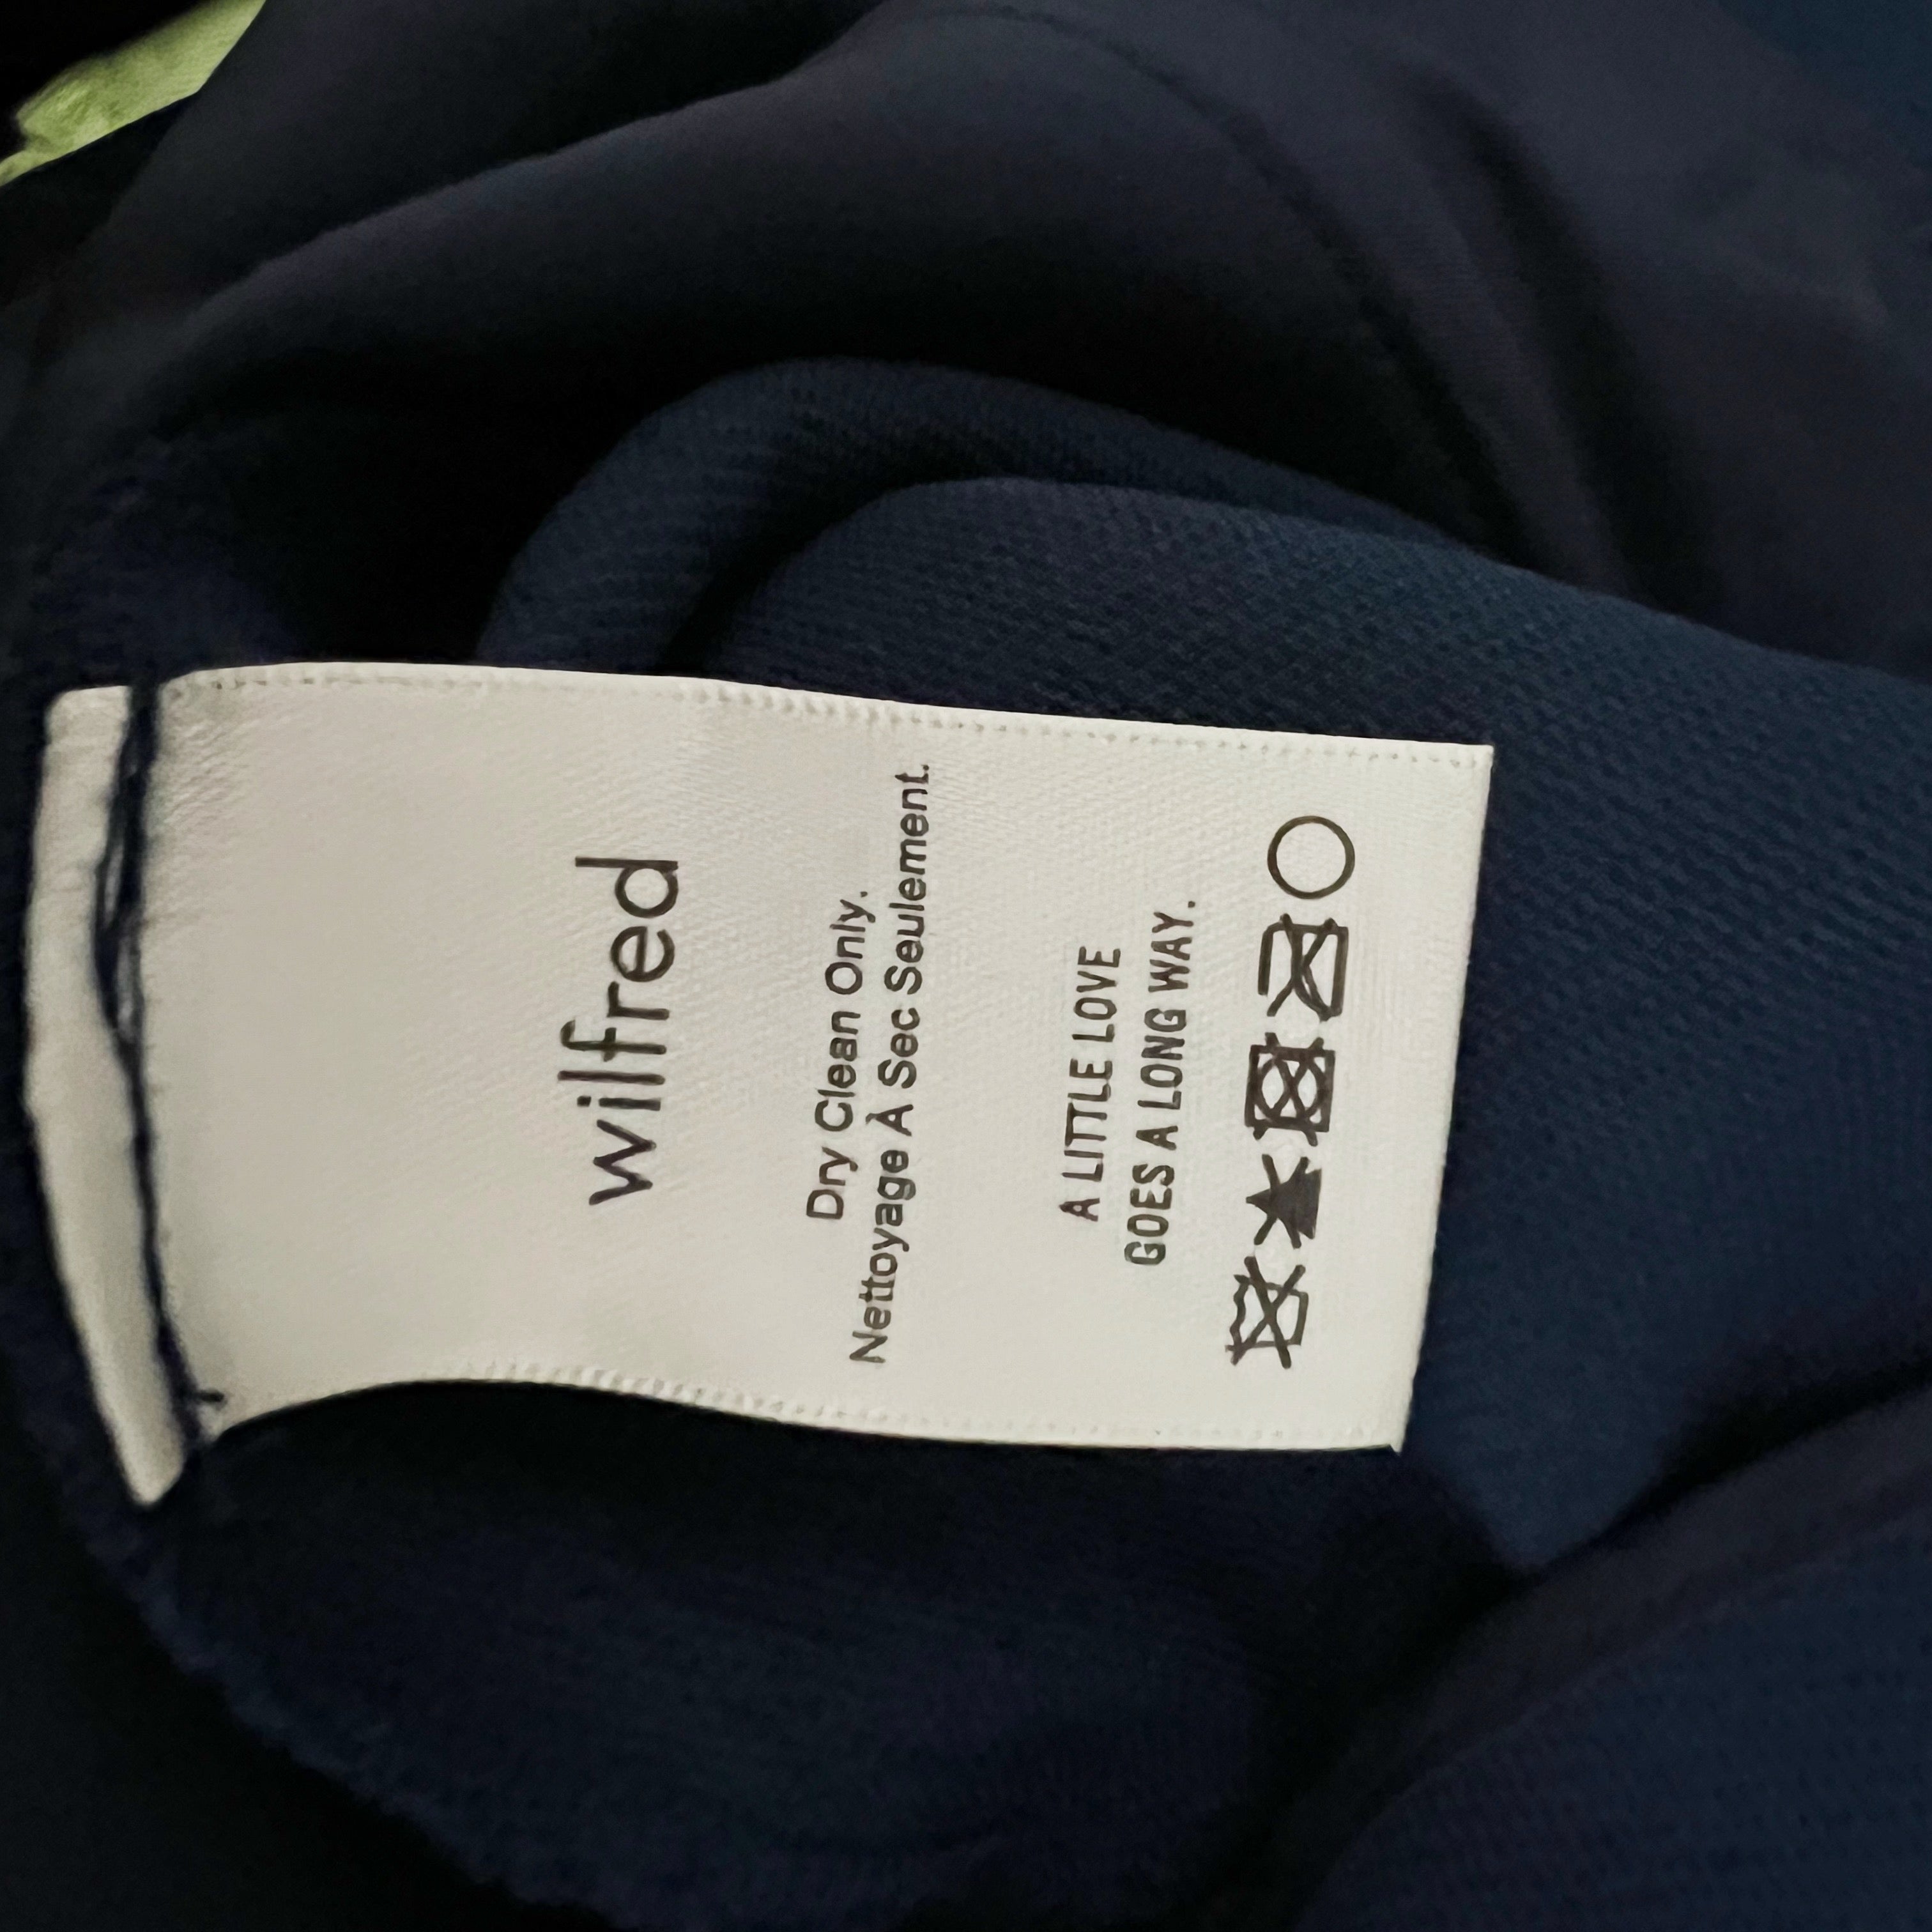 wilfred
Dry Clean Only.
Nettoyage À Sec Seulement.
A LITTLE LOVE
GOES A LONG WAY.